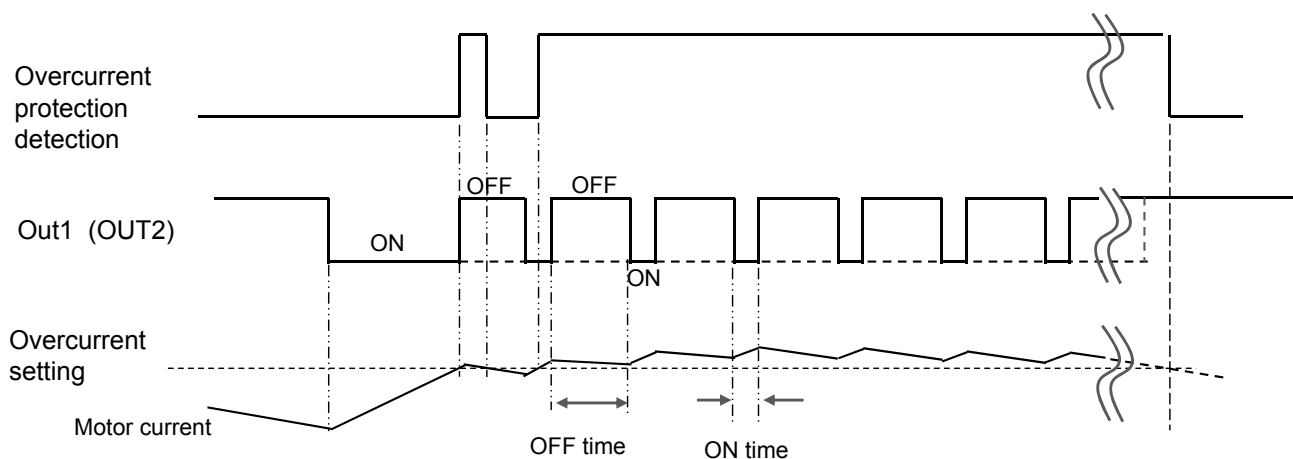 Overcurrent
protection
detection
OFF
OFF
Out1 (OUT2)
ON
ON
Overcurrent
setting
Motor current
OFF time
ON time